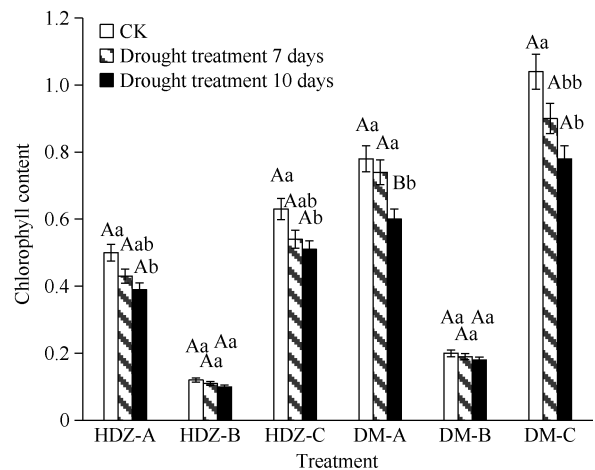 1.2
1.0
0.8
0.6
0.4
0.2
0
Chlorophyll content
CK
Drought treatment 7 days
Drought treatment 10 days
Aa
Aab
Ab
Aa
Aa
Aa
Aa
Aab
Ab
Aa
Aa
Bb
Aa
Aa
Aa
Aa
Abb
Ab
HDZ-A HDZ-B HDZ-C DM-A DM-B DM-C
Treatment